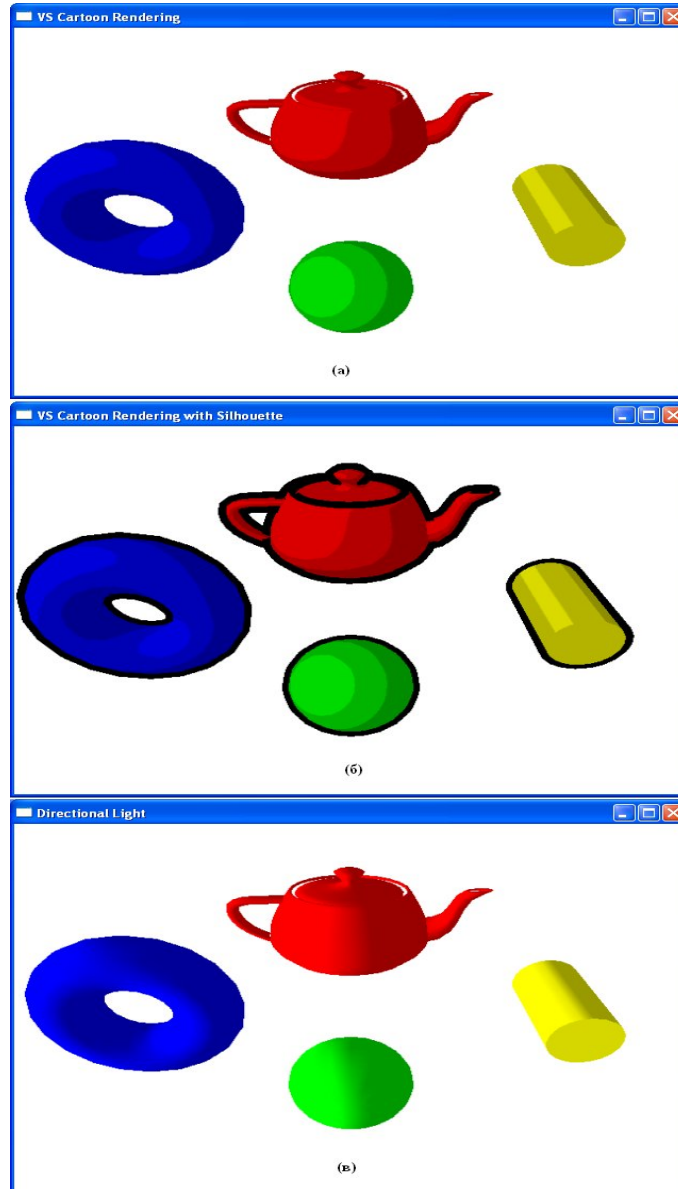 VS Cartoon Rendering
(а)
VS Cartoon Rendering with Silhouette
(б)
Directional Light
(в)